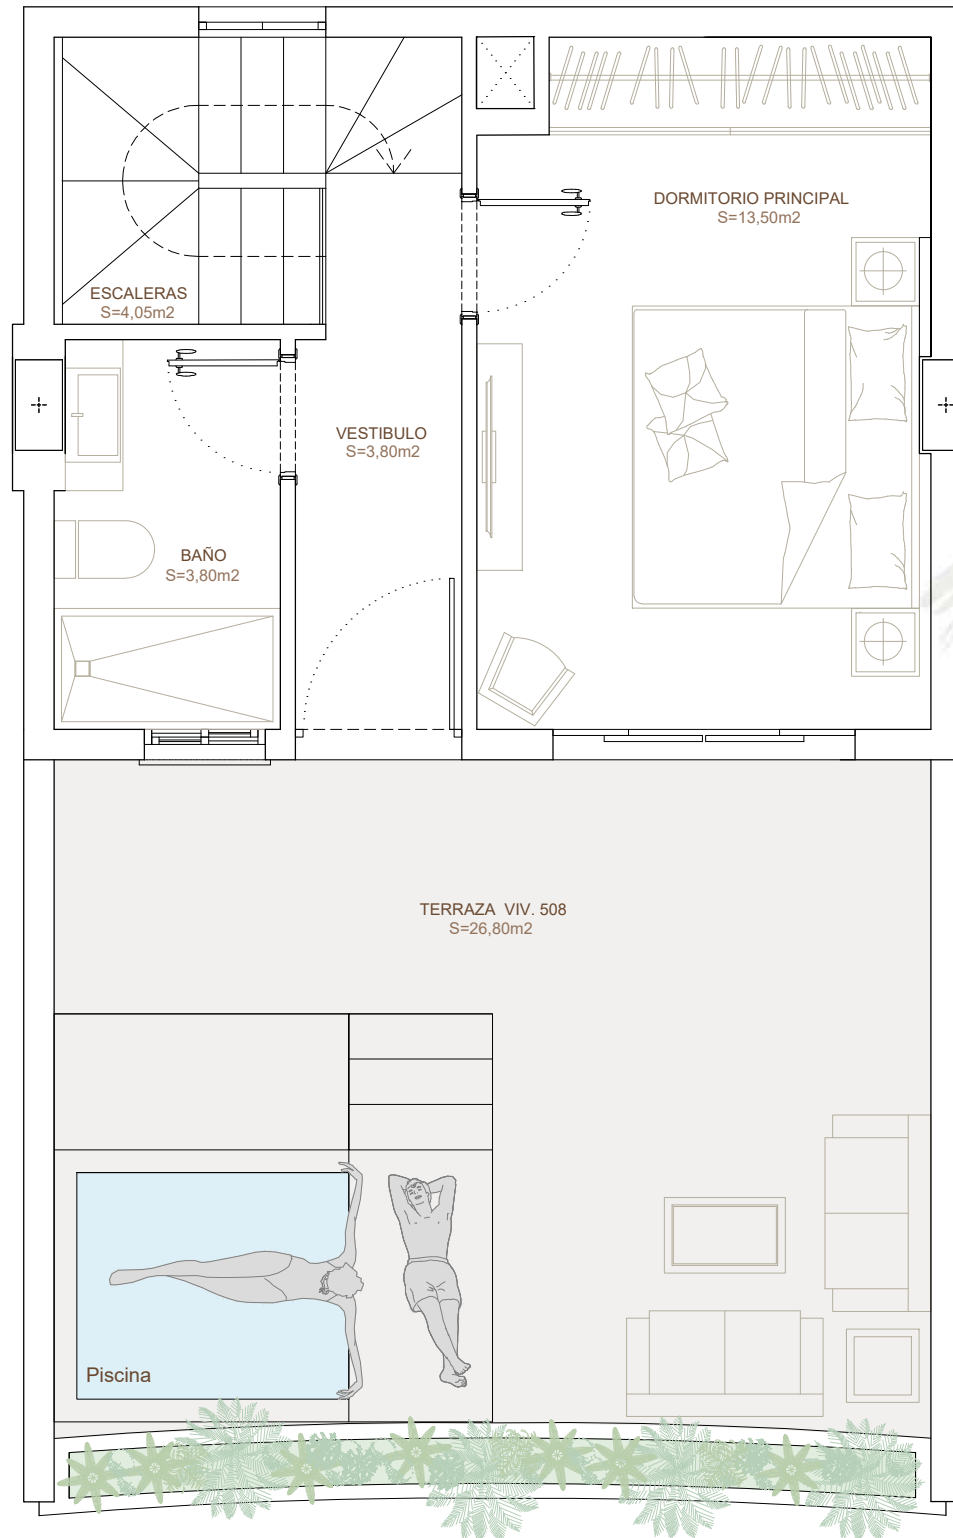 DORMITORIO PRINCIPAL
S=13,50m2
ESCALERAS
S=4,05m2
VESTIBULO
S=3,80m2
BAÑO
S=3,80m2
TERRAZA VIV. 508
S=26,80m2
Piscina